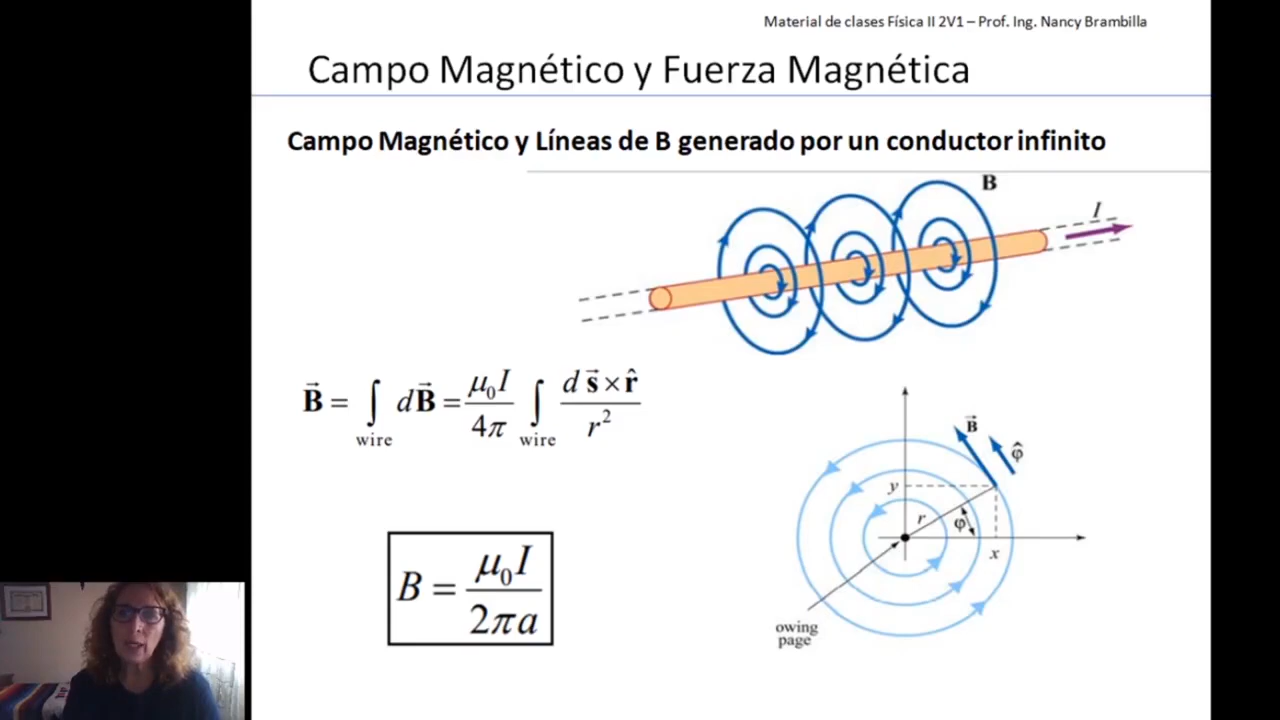 Material de clases Física II 2V1 – Prof. Ing. Nancy Brambilla
Campo Magnético y Fuerza Magnética
Campo Magnético y Líneas de B generado por un conductor infinito
B
I
B⃗ = ∫wire dB⃗ = μ₀I/4π ∫wire d s⃗ × r̂ / r²
B⃗
φ̂
y
r
φ
x
B = μ₀I/2πa
owing
page